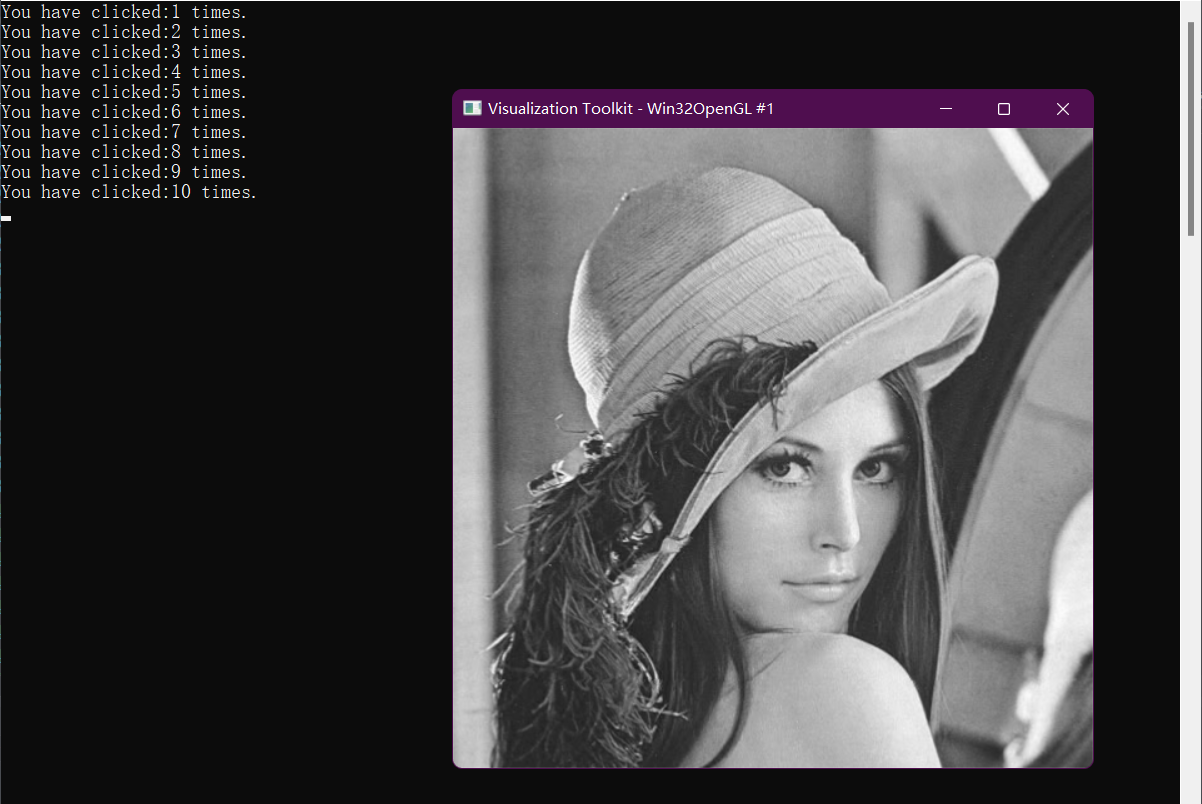 You have clicked:1 times.
You have clicked:2 times.
You have clicked:3 times.
You have clicked:4 times.
You have clicked:5 times.
You have clicked:6 times.
You have clicked:7 times.
You have clicked:8 times.
You have clicked:9 times.
You have clicked:10 times.
Visualization Toolkit - Win32OpenGL #1